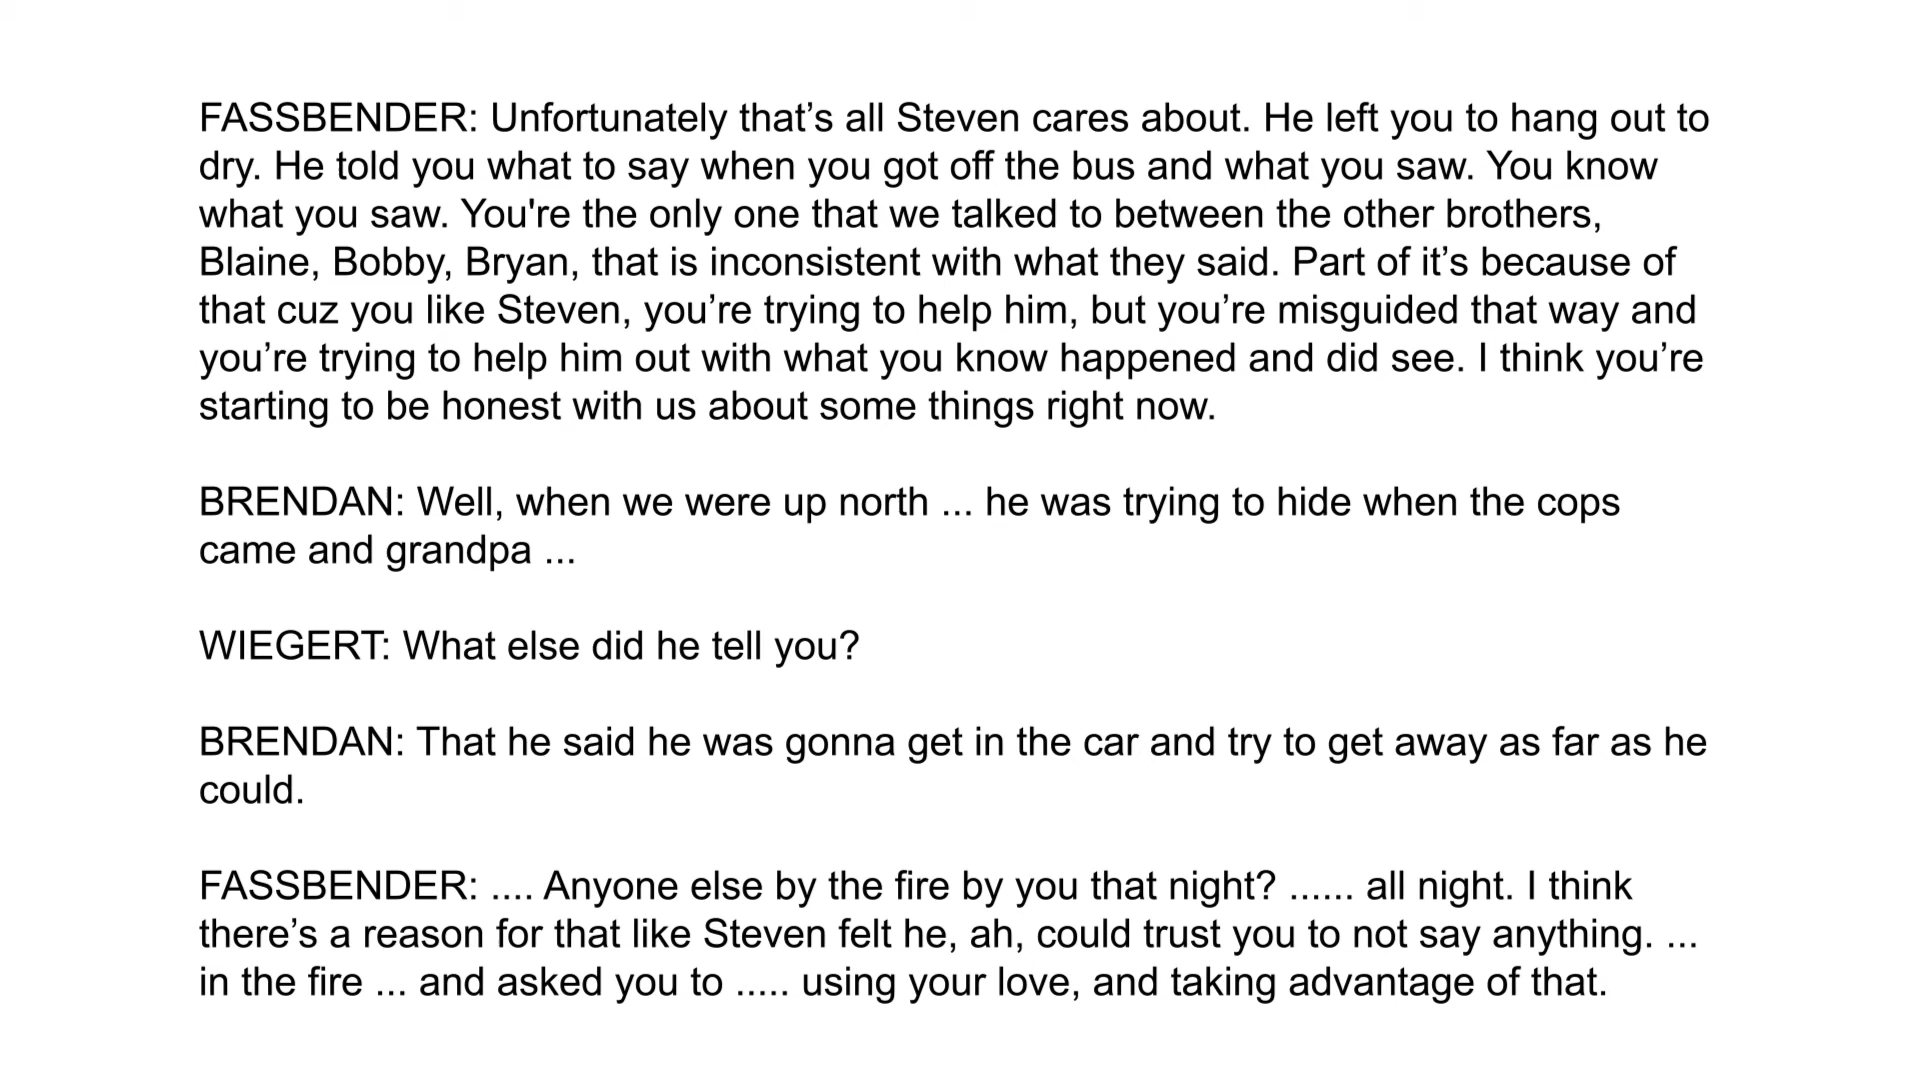 FASSBENDER: Unfortunately that’s all Steven cares about. He left you to hang out to
dry. He told you what to say when you got off the bus and what you saw. You know
what you saw. You're the only one that we talked to between the other brothers,
Blaine, Bobby, Bryan, that is inconsistent with what they said. Part of it’s because of
that cuz you like Steven, you’re trying to help him, but you’re misguided that way and
you’re trying to help him out with what you know happened and did see. I think you’re
starting to be honest with us about some things right now.
BRENDAN: Well, when we were up north ... he was trying to hide when the cops
came and grandpa ...
WIEGERT: What else did he tell you?
BRENDAN: That he said he was gonna get in the car and try to get away as far as he
could.
FASSBENDER: .... Anyone else by the fire by you that night? ...... all night. I think
there’s a reason for that like Steven felt he, ah, could trust you to not say anything. ...
in the fire ... and asked you to ..... using your love, and taking advantage of that.